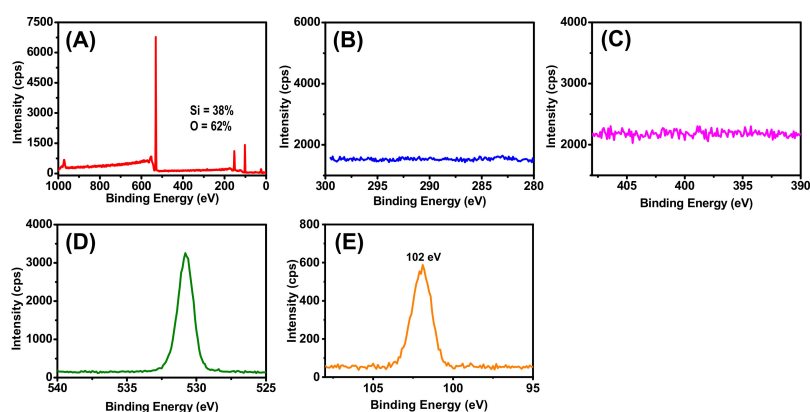 (A)
Si = 38%
O = 62%
7500
6000
4500
3000
1500
0
Intensity (cps)
1000 800 600 400 200 0
Binding Energy (eV)
(B)
6000
4000
2000
Intensity (cps)
300 295 290 285 280
Binding Energy (eV)
(C)
4000
3000
2000
Intensity (cps)
405 400 395 390
Binding Energy (eV)
(D)
4000
3000
2000
1000
0
Intensity (cps)
540 535 530 525
Binding Energy (eV)
(E)
102 eV
800
600
400
200
0
Intensity (cps)
105 100 95
Binding Energy (eV)